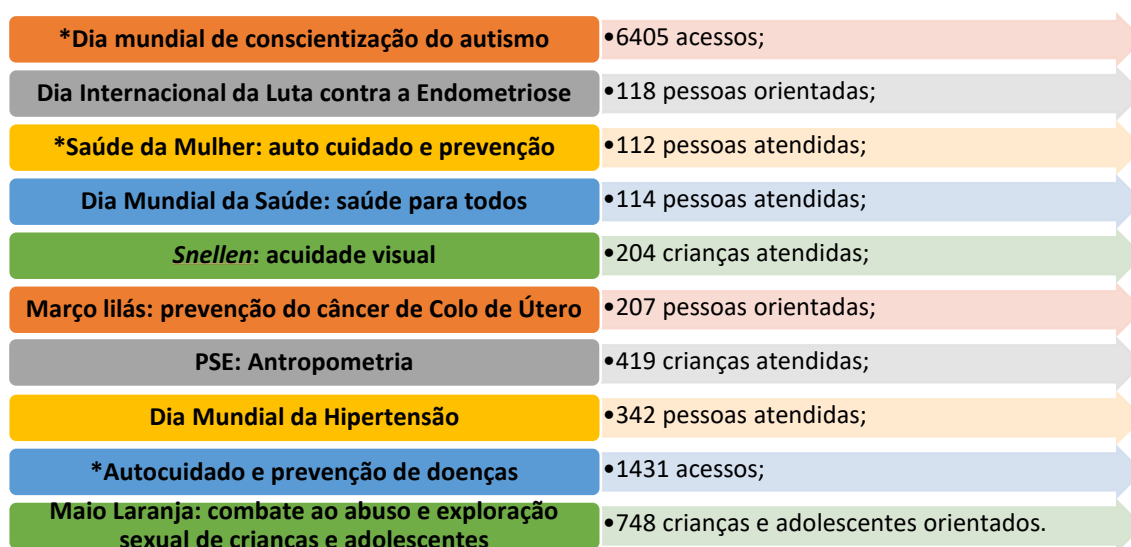 *Dia mundial de conscientização do autismo
•6405 acessos;
Dia Internacional da Luta contra a Endometriose
•118 pessoas orientadas;
*Saúde da Mulher: auto cuidado e prevenção
•112 pessoas atendidas;
Dia Mundial da Saúde: saúde para todos
•114 pessoas atendidas;
Snellen: acuidade visual
•204 crianças atendidas;
Março lilás: prevenção do câncer de Colo de Útero
•207 pessoas orientadas;
PSE: Antropometria
•419 crianças atendidas;
Dia Mundial da Hipertensão
•342 pessoas atendidas;
*Autocuidado e prevenção de doenças
•1431 acessos;
Maio Laranja: combate ao abuso e exploração
sexual de crianças e adolescentes
•748 crianças e adolescentes orientados.